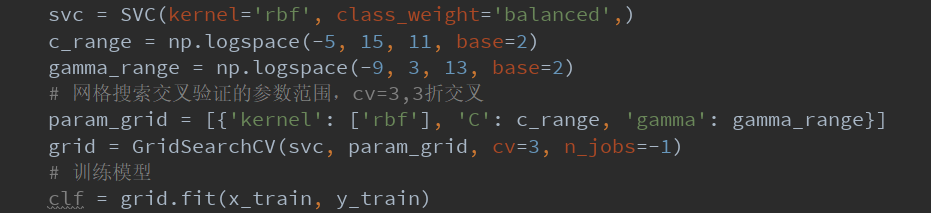 svc = SVC(kernel='rbf', class_weight='balanced',)
c_range = np.logspace(-5, 15, 11, base=2)
gamma_range = np.logspace(-9, 3, 13, base=2)
# 网格搜索交叉验证的参数范围，cv=3,3折交叉
param_grid = [{'kernel': ['rbf'], 'C': c_range, 'gamma': gamma_range}]
grid = GridSearchCV(svc, param_grid, cv=3, n_jobs=-1)
# 训练模型
clf = grid.fit(x_train, y_train)